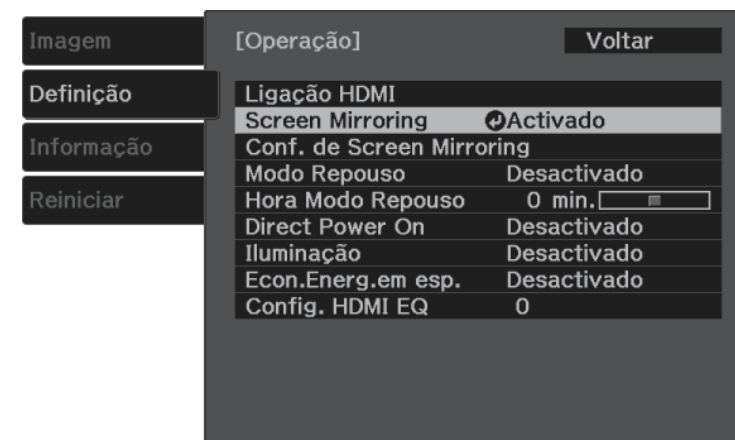 Imagem
Definição
Informação
Reiniciar
[Operação] Voltar
Ligação HDMI
Screen Mirroring Activado
Conf. de Screen Mirroring
Modo Repouso Desactivado
Hora Modo Repouso 0 min.
Direct Power On Desactivado
Iluminação Desactivado
Econ.Energ.em esp. Desactivado
Config. HDMI EQ 0